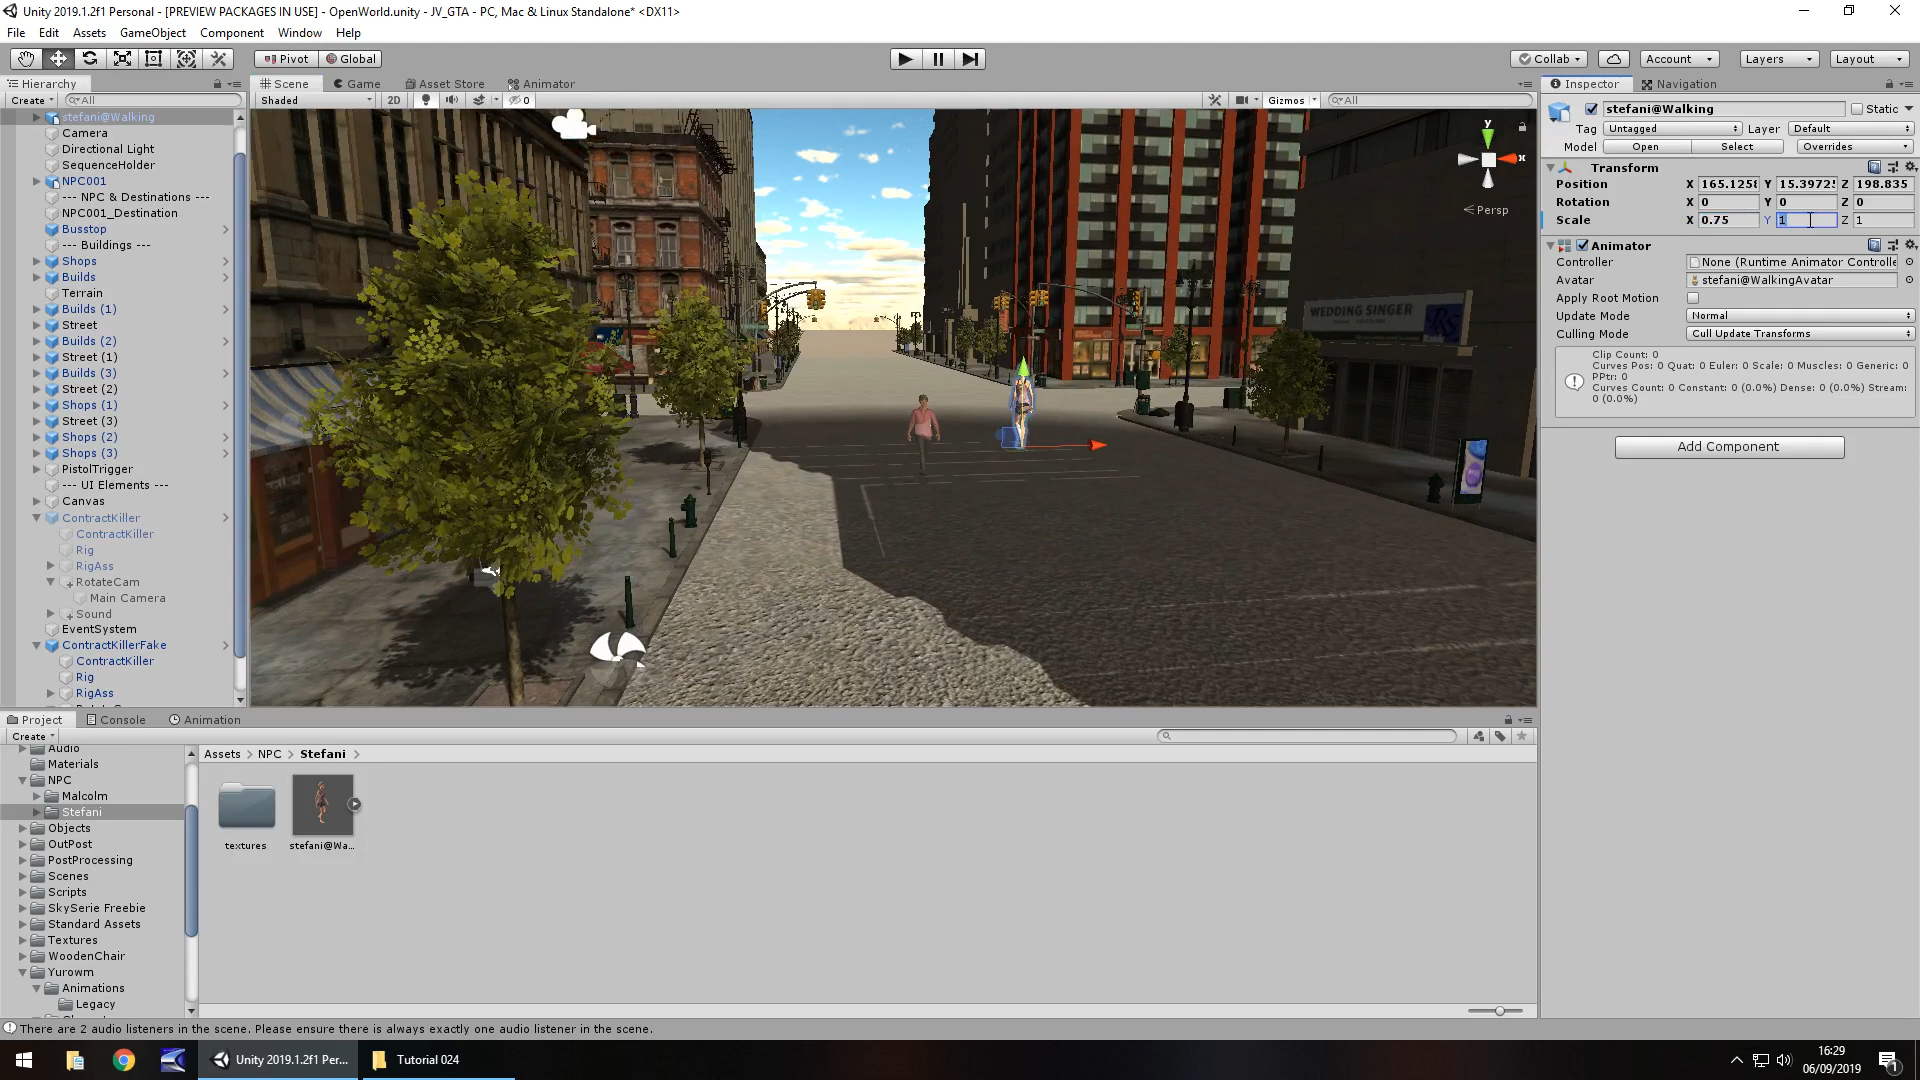 Unity 2019.1.2f1 Personal - [PREVIEW PACKAGES IN USE] - OpenWorld.unity - JV_GTA - PC, Mac & Linux Standalone* <DX11>
File Edit Assets GameObject Component Window Help
Pivot Global Collab Account Layers Layout
Hierarchy Scene Game Asset Store Animator Inspector Navigation
Create All Shaded 2D 0 Gizmos All
stefani@Walking
Camera
Directional Light
SequenceHolder
NPC001
--- NPC & Destinations ---
NPC001_Destination
Busstop
--- Buildings ---
Shops
Builds
Terrain
Builds (1)
Street
Builds (2)
Street (1)
Builds (3)
Street (2)
Shops (1)
Street (3)
Shops (2)
Shops (3)
PistolTrigger
--- UI Elements ---
Canvas
ContractKiller
ContractKiller
Rig
RigAss
RotateCam
Main Camera
Sound
EventSystem
ContractKillerFake
ContractKiller
Rig
RigAss
y
x
Persp
WEDDING SINGER
stefani@Walking Static
Tag Untagged Layer Default
Model Open Select Overrides
Transform
Position X 165.1258 Y 15.3972 Z 198.835
Rotation X 0 Y 0 Z 0
Scale X 0.75 Y 1 Z 1
Animator
Controller None (Runtime Animator Controlle
Avatar stefani@WalkingAvatar
Apply Root Motion
Update Mode Normal
Culling Mode Cull Update Transforms
Clip Count: 0
Curves Pos: 0 Quat: 0 Euler: 0 Scale: 0 Muscles: 0 Generic: 0
PPtr: 0
Curves Count: 0 Constant: 0 (0.0%) Dense: 0 (0.0%) Stream:
0 (0.0%)
Add Component
Project Console Animation
Create
Audio
Materials
NPC
Malcolm
Stefani
Objects
OutPost
PostProcessing
Scenes
Scripts
SkySerie Freebie
Standard Assets
Textures
WoodenChair
Yurowm
Animations
Legacy
Assets > NPC > Stefani >
textures
stefani@Wa...
There are 2 audio listeners in the scene. Please ensure there is always exactly one audio listener in the scene.
Unity 2019.1.2f1 Per...
Tutorial 024
16:29
06/09/2019
1